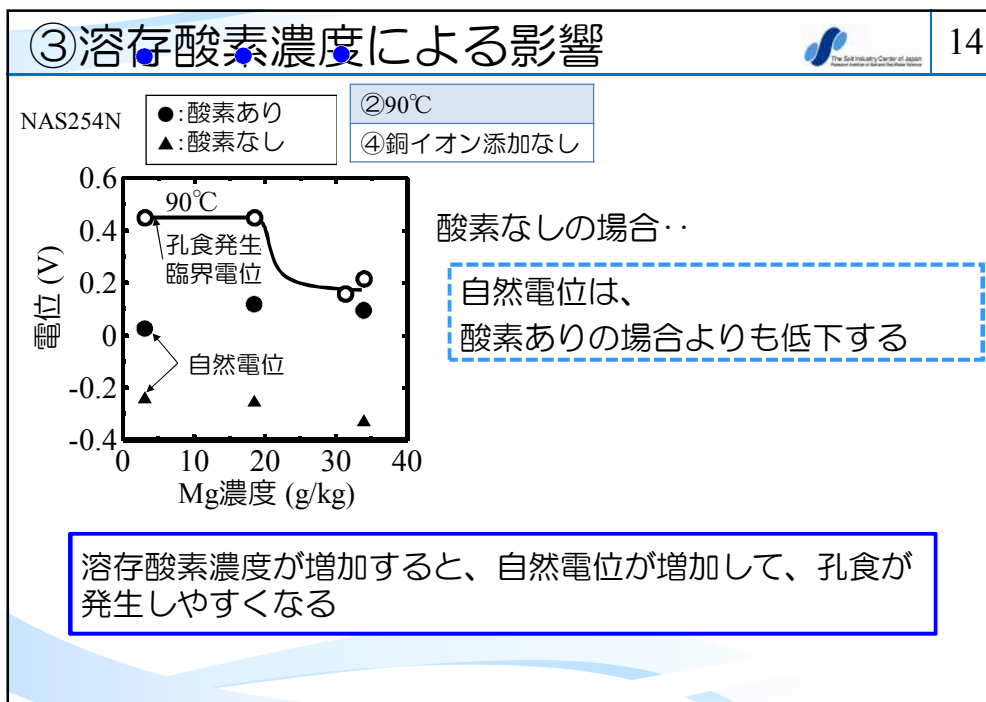 ③溶存酸素濃度による影響
The Salt Industry Center of Japan
14
NAS254N
●:酸素あり
▲:酸素なし
②90℃
④銅イオン添加なし
0.6
0.4
0.2
0
-0.2
-0.4
電位 (V)
90℃
孔食発生
臨界電位
自然電位
0 10 20 30 40
Mg濃度 (g/kg)
酸素なしの場合‥
自然電位は、
酸素ありの場合よりも低下する
溶存酸素濃度が増加すると、自然電位が増加して、孔食が
発生しやすくなる